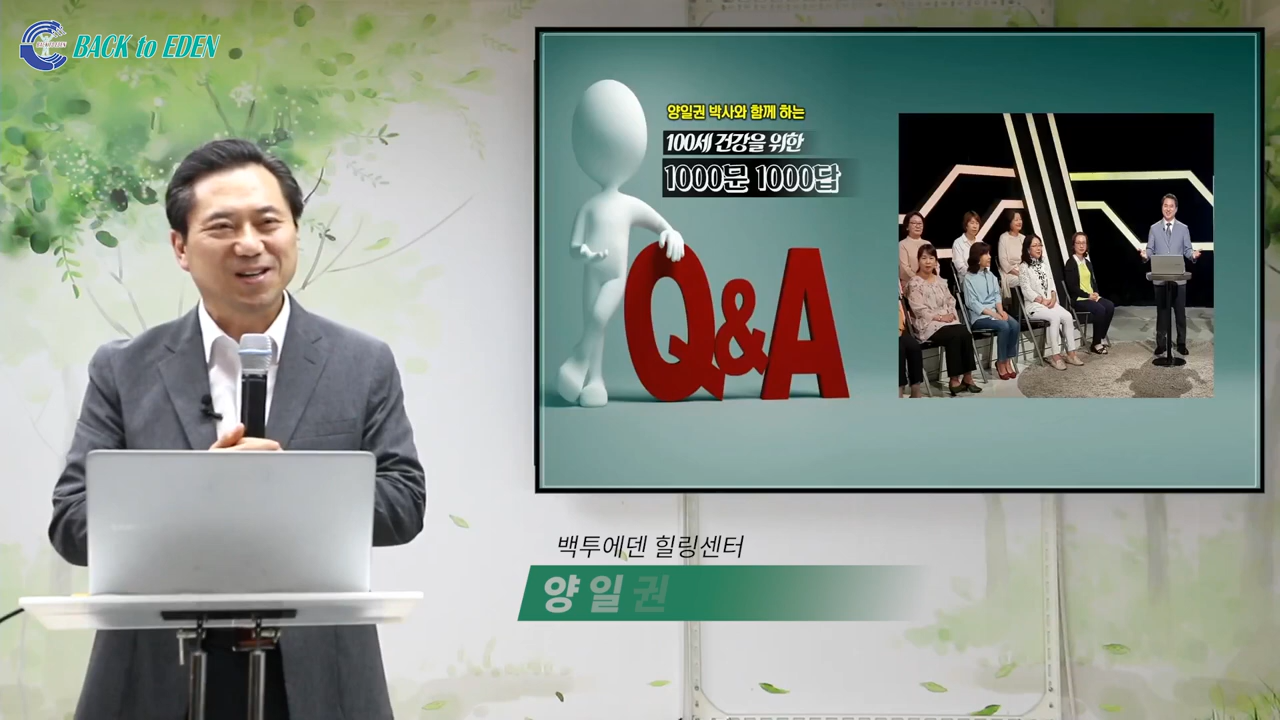 BACK to EDEN
양일권 박사와 함께 하는
100세 건강을 위한
1000문 1000답
Q&A
백투에덴 힐링센터
양일권